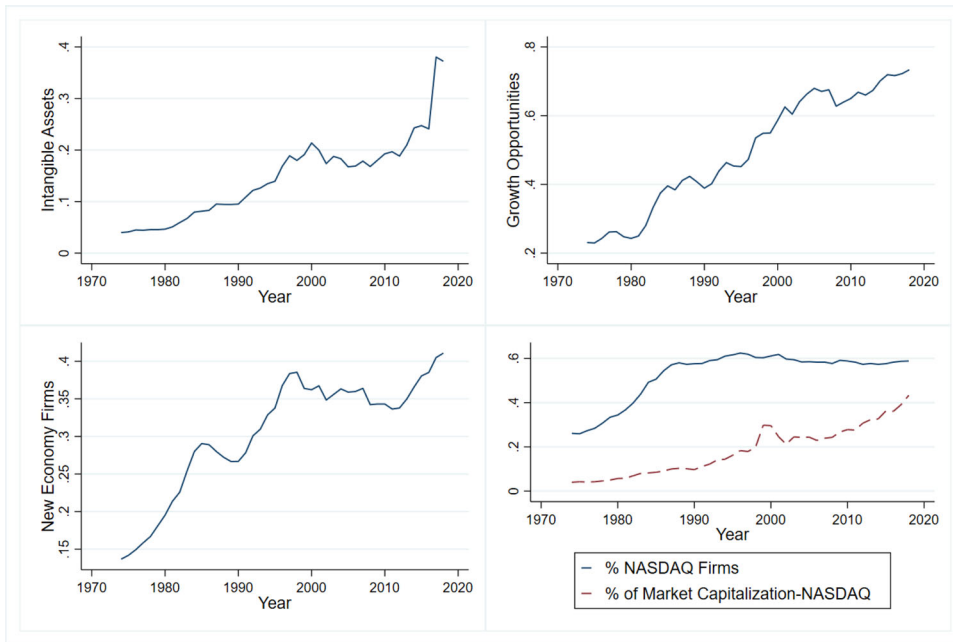 Intangible Assets
.4
.3
.2
.1
0
1970 1980 1990 2000 2010 2020
Year
Growth Opportunities
.8
.6
.4
.2
1970 1980 1990 2000 2010 2020
Year
New Economy Firms
.4
.35
.3
.25
.2
.15
1970 1980 1990 2000 2010 2020
Year
.6
.4
.2
0
1970 1980 1990 2000 2010 2020
Year
% NASDAQ Firms
% of Market Capitalization-NASDAQ